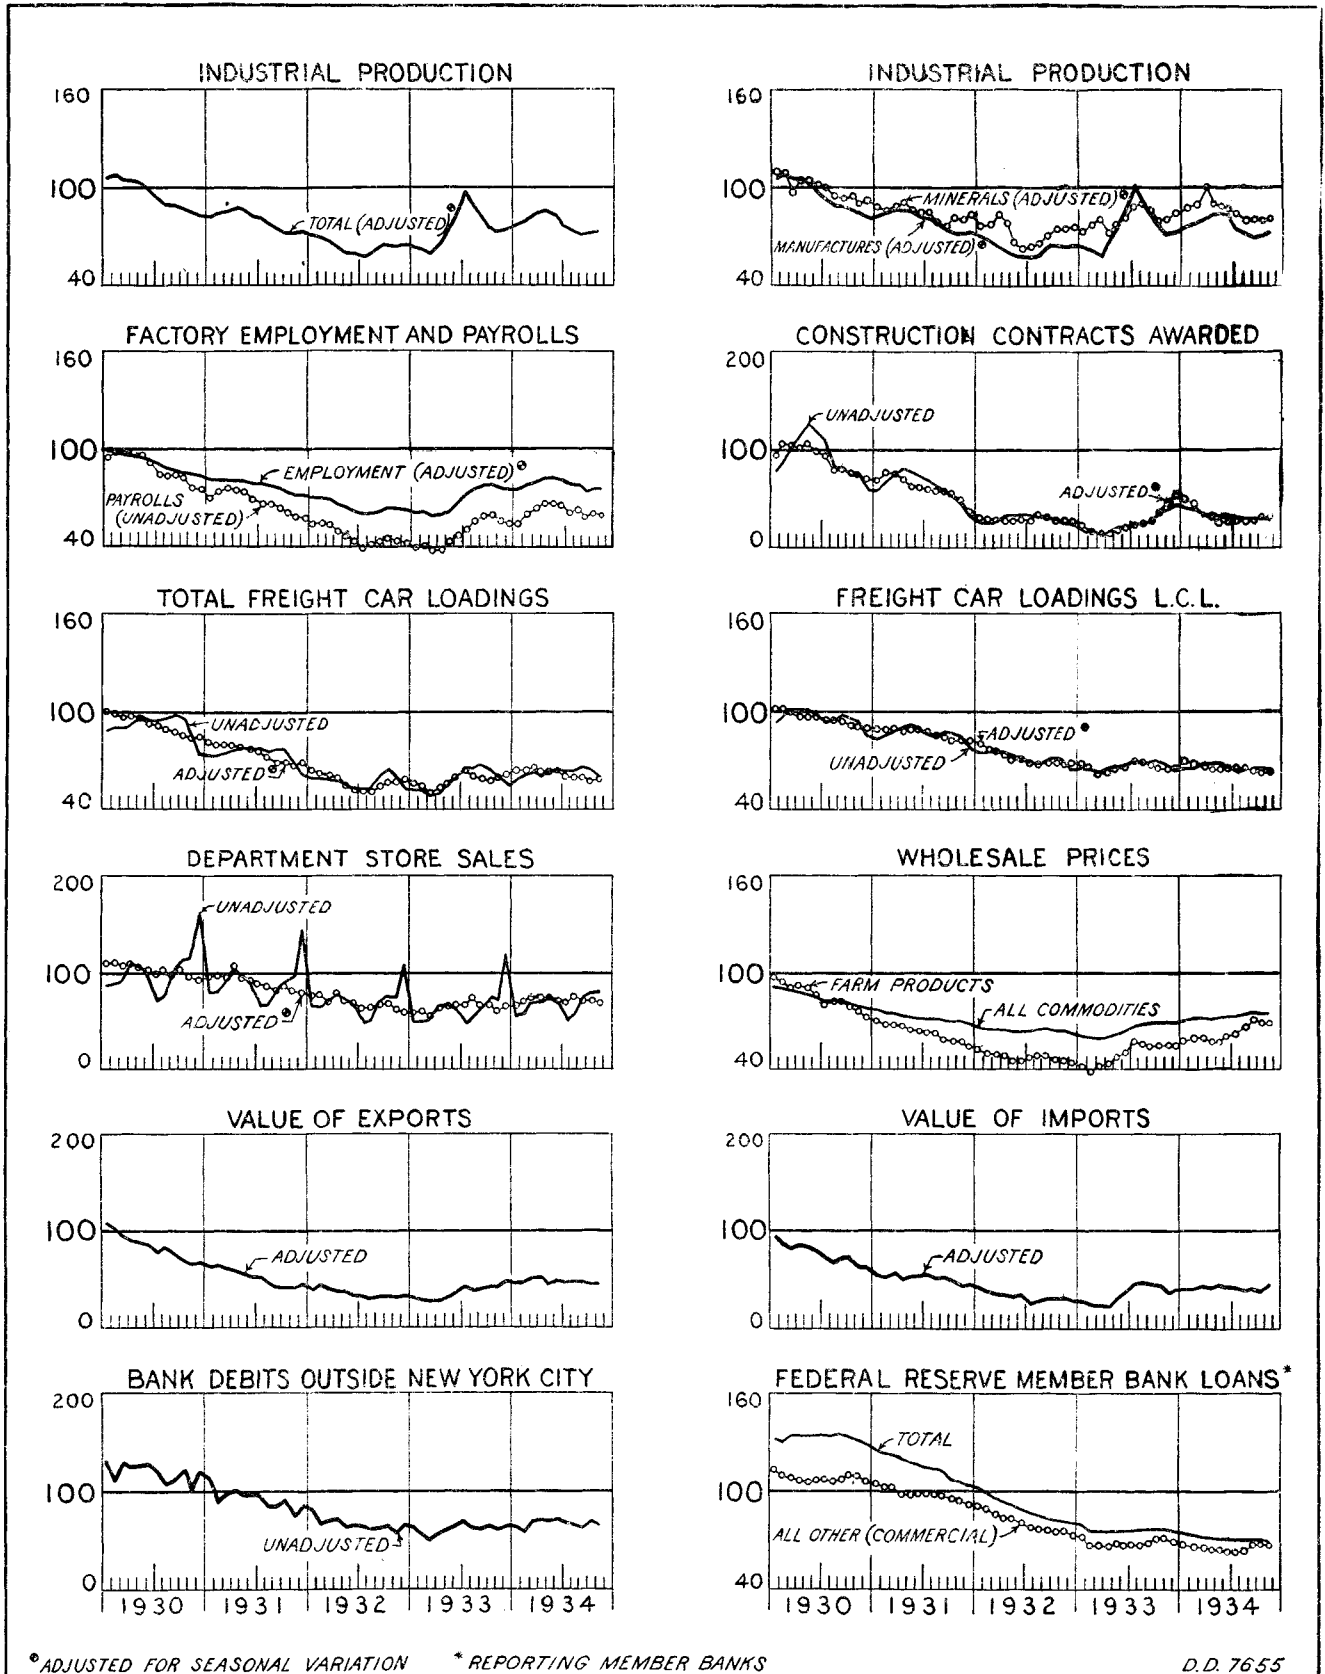 INDUSTRIAL PRODUCTION
160
100
40
TOTAL (ADJUSTED)
INDUSTRIAL PRODUCTION
160
100
40
MINERALS (ADJUSTED)
MANUFACTURES (ADJUSTED)
FACTORY EMPLOYMENT AND PAYROLLS
160
100
40
EMPLOYMENT (ADJUSTED)
PAYROLLS
(UNADJUSTED)
CONSTRUCTION CONTRACTS AWARDED
200
100
0
UNADJUSTED
ADJUSTED
TOTAL FREIGHT CAR LOADINGS
160
100
40
UNADJUSTED
ADJUSTED
FREIGHT CAR LOADINGS L.C.L.
160
100
40
ADJUSTED
UNADJUSTED
DEPARTMENT STORE SALES
200
100
0
UNADJUSTED
ADJUSTED
WHOLESALE PRICES
160
100
40
FARM PRODUCTS
ALL COMMODITIES
VALUE OF EXPORTS
200
100
0
ADJUSTED
VALUE OF IMPORTS
200
100
0
ADJUSTED
BANK DEBITS OUTSIDE NEW YORK CITY
200
100
0
UNADJUSTED
1930 1931 1932 1933 1934
FEDERAL RESERVE MEMBER BANK LOANS*
160
100
40
TOTAL
ALL OTHER (COMMERCIAL)
1930 1931 1932 1933 1934
ADJUSTED FOR SEASONAL VARIATION
*REPORTING MEMBER BANKS
D.D. 7655